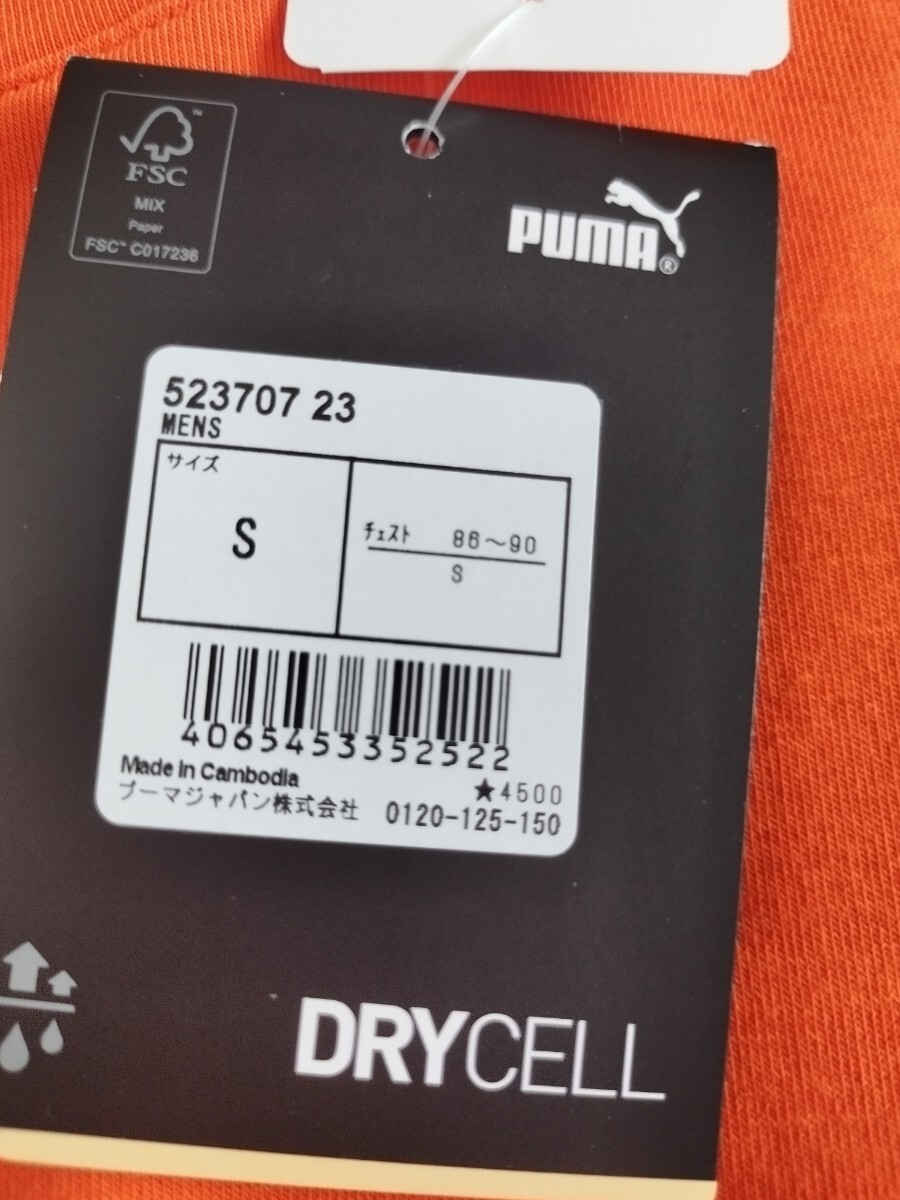 FSC™
MIX
Paper
FSC™ C017236
PUMA®
523707 23
MENS
サイズ
S
チェスト 86〜90
S
4065453352522
Made in Cambodia
★4500
プーマジャパン株式会社 0120-125-150
DRYCELL